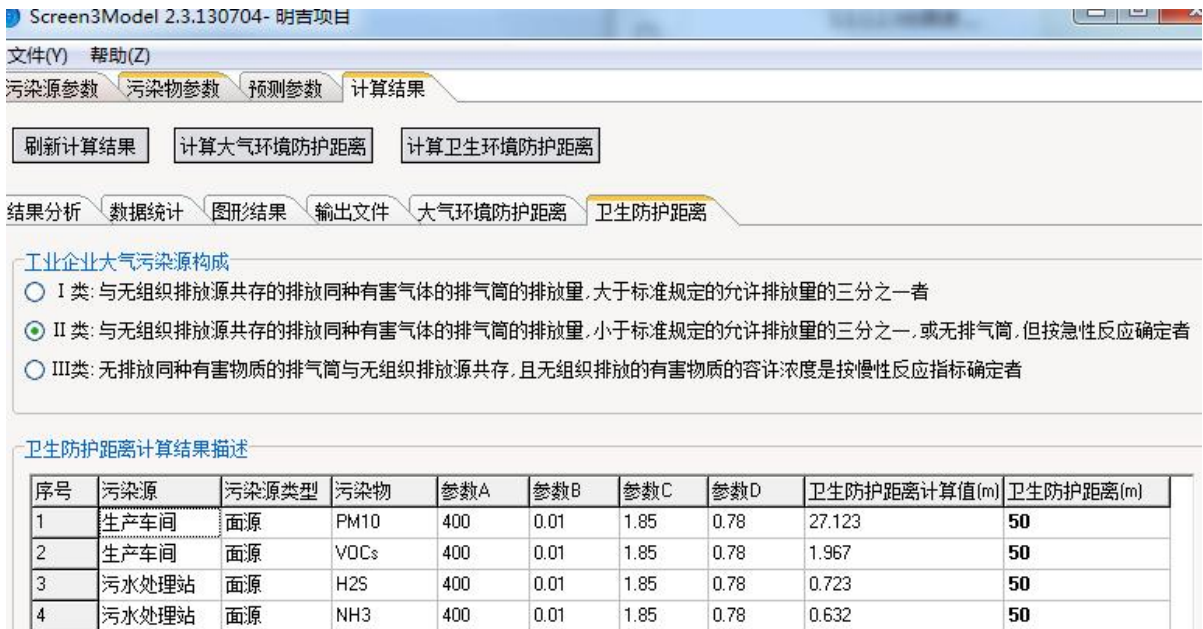 Screen3Model 2.3.130704- 明吉项目
文件(Y) 帮助(Z)
污染源参数 污染物参数 预测参数 计算结果
刷新计算结果 计算大气环境防护距离 计算卫生环境防护距离
结果分析 数据统计 图形结果 输出文件 大气环境防护距离 卫生防护距离
工业企业大气污染源构成
I 类: 与无组织排放源共存的排放同种有害气体的排气筒的排放量,大于标准规定的允许排放量的三分之一者
II 类: 与无组织排放源共存的排放同种有害气体的排气筒的排放量,小于标准规定的允许排放量的三分之一,或无排气筒,但按急性反应确定者
III类: 无排放同种有害物质的排气筒与无组织排放源共存,且无组织排放的有害物质的容许浓度是按慢性反应指标确定者
卫生防护距离计算结果描述
序号 污染源 污染源类型 污染物 参数A 参数B 参数C 参数D 卫生防护距离计算值(m) 卫生防护距离(m)
1 生产车间 面源 PM10 400 0.01 1.85 0.78 27.123 50
2 生产车间 面源 VOCs 400 0.01 1.85 0.78 1.967 50
3 污水处理站 面源 H2S 400 0.01 1.85 0.78 0.723 50
4 污水处理站 面源 NH3 400 0.01 1.85 0.78 0.632 50